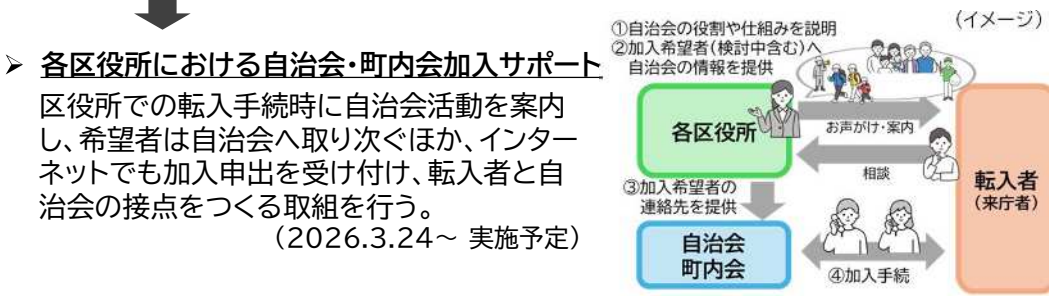 ➢ 各区役所における自治会・町内会加入サポート
区役所での転入手続時に自治会活動を案内
し、希望者は自治会へ取り次ぐほか、インター
ネットでも加入申出を受け付け、転入者と自
治会の接点をつくる取組を行う。
（2026.3.24～ 実施予定）
（イメージ）
①自治会の役割や仕組みを説明
②加入希望者（検討中含む）へ
自治会の情報を提供
各区役所
お声がけ・案内
相談
転入者
（来庁者）
③加入希望者の
連絡先を提供
自治会
町内会
④加入手続